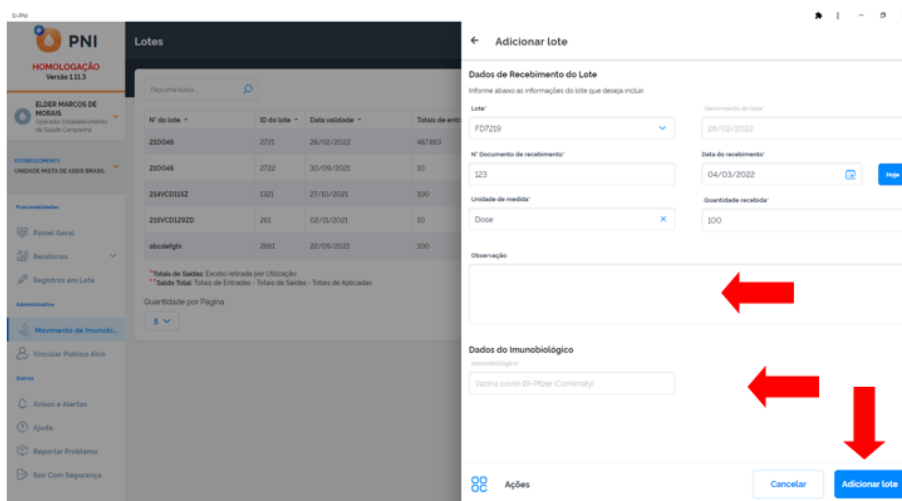 SI-PNI
PNI
HOMOLOGAÇÃO
Versão 1.11.3
ELDER MARCOS DE
MORAIS
Operador Estabelecimento
de Saúde Campanha
ESTABELECIMENTO
UNIDADE MISTA DE ASSIS BRASIL
Funcionalidades
Painel Geral
Relatórios
Registros em Lote
Administrativo
Movimento de Imunobi...
Vincular Público Alvo
Outros
Avisos e Alertas
Ajuda
Reportar Problema
Sair Com Segurança
Lotes
Faça uma busca
N° do lote ID do lote Data validade Totais de entr
210046 2721 28/02/2022 487.863
210046 2722 30/09/2021 10
214VCD115Z 1321 27/10/2021 100
215VCD129ZD 261 02/11/2021 10
abcdefghi 2661 22/09/2021 100
*Totais de Saídas: Exceto retirada por Utilização
**Saldo Total: Totais de Entradas - Totais de Saídas - Totais de Aplicadas
Quantidade por Página
5
Adicionar lote
Dados de Recebimento do Lote
Informe abaixo as informações do lote que deseja incluir.
Lote* Vencimento do lote*
FD7219 28/02/2022
N° Documento de recebimento* Data do recebimento*
123 04/03/2022 Hoje
Unidade de medida* Quantidade recebida*
Dose 100
Observação
Dados do Imunobiológico
Imunobiológico*
Vacina covid-19-Pfizer (Comirnaty)
Ações Cancelar Adicionar lote